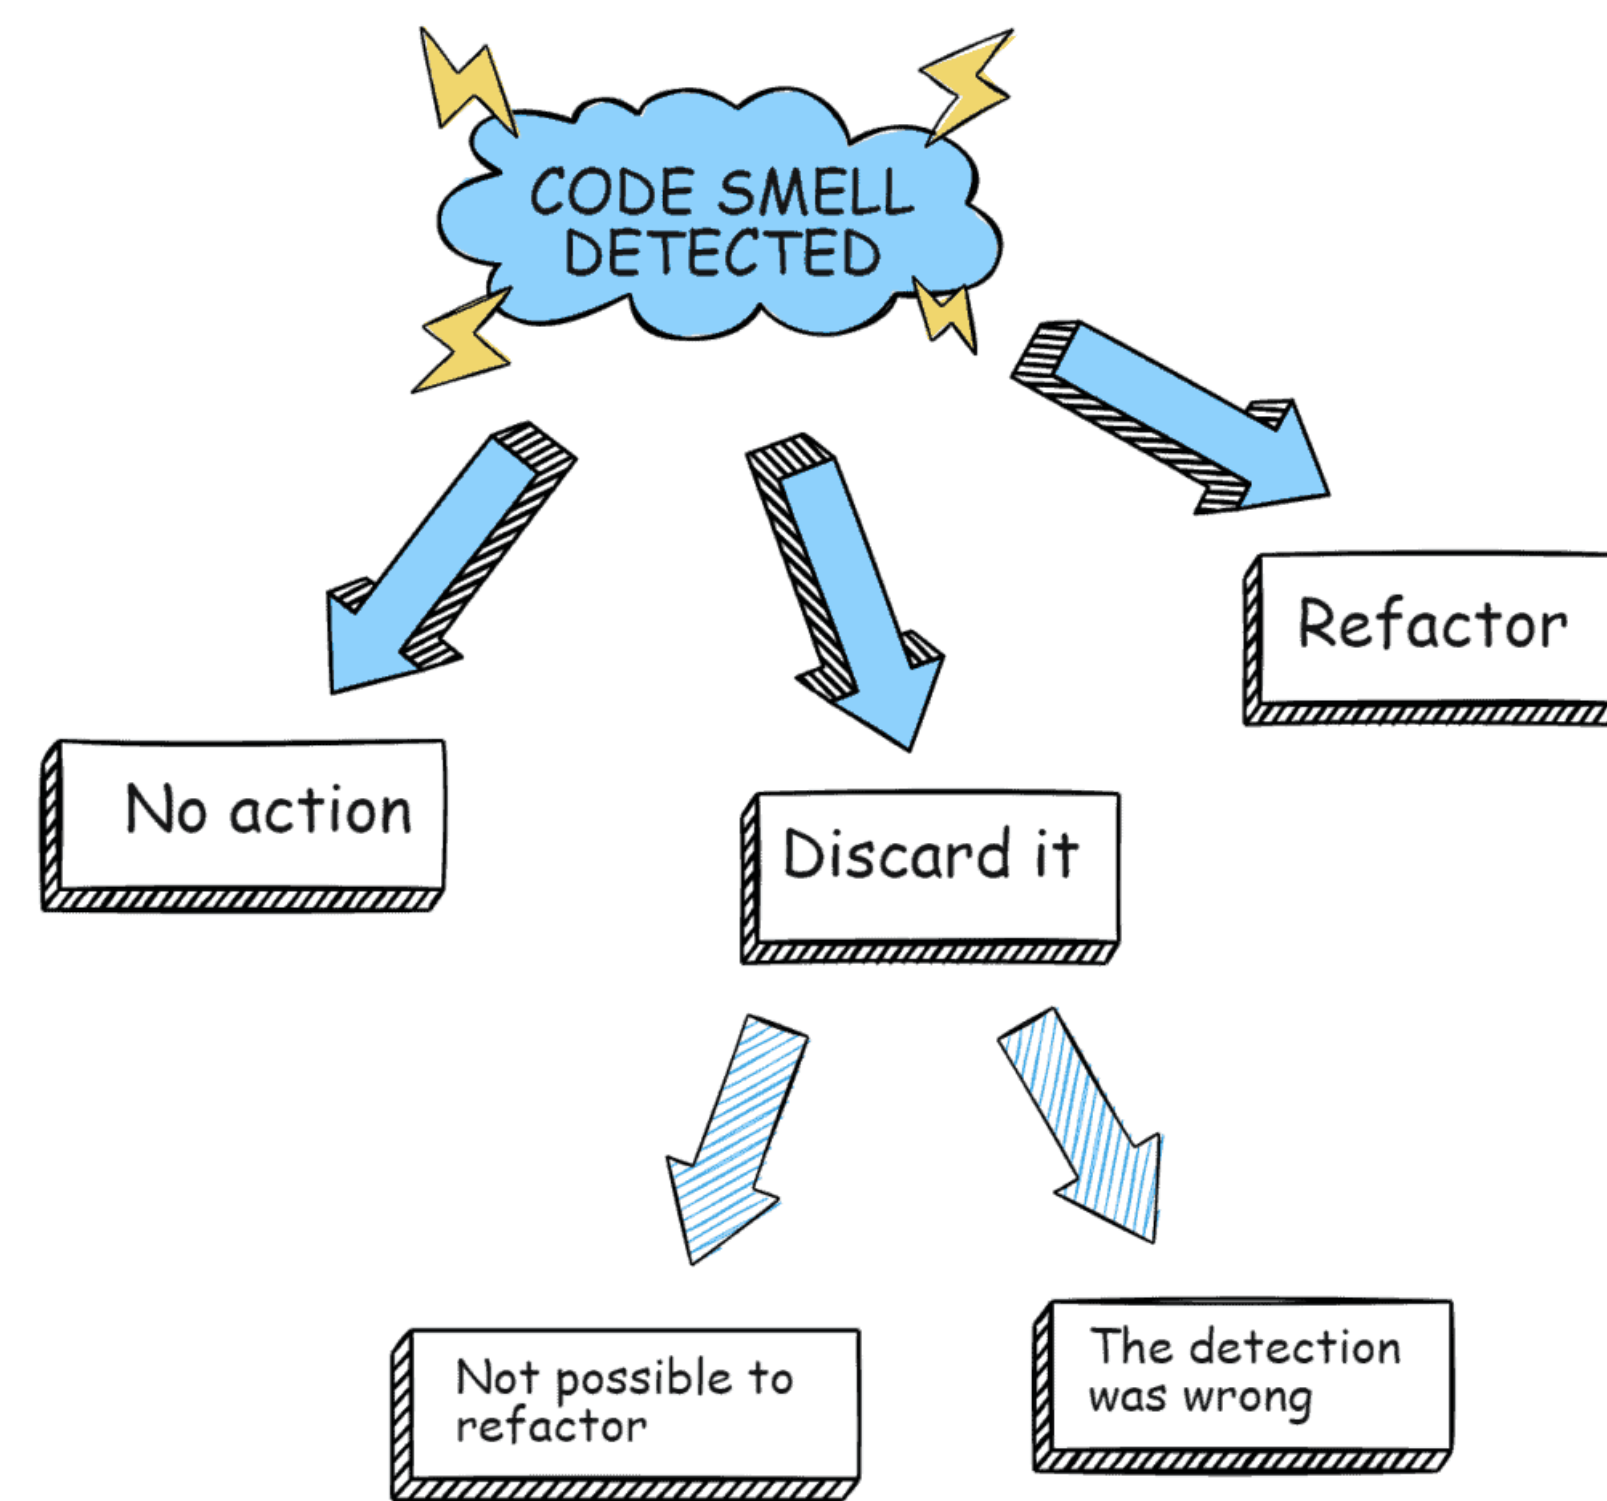 CODE SMELL
DETECTED
Refactor
No action
Discard it
The detection
was wrong
Not possible to
refactor